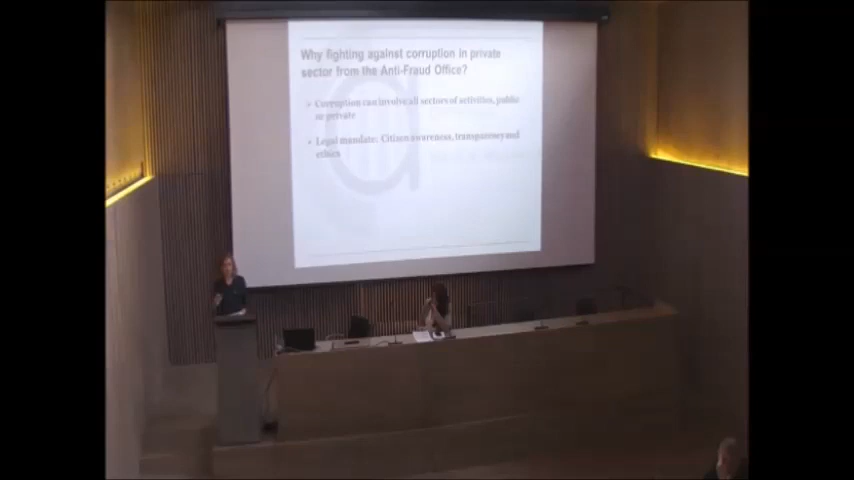 Why fighting against corruption in private
sector from the Anti-Fraud Office?
➢ Corruption can involve all sectors of activities, public
or private
➢ Legal mandate: Citizen awareness, transparency and
ethics